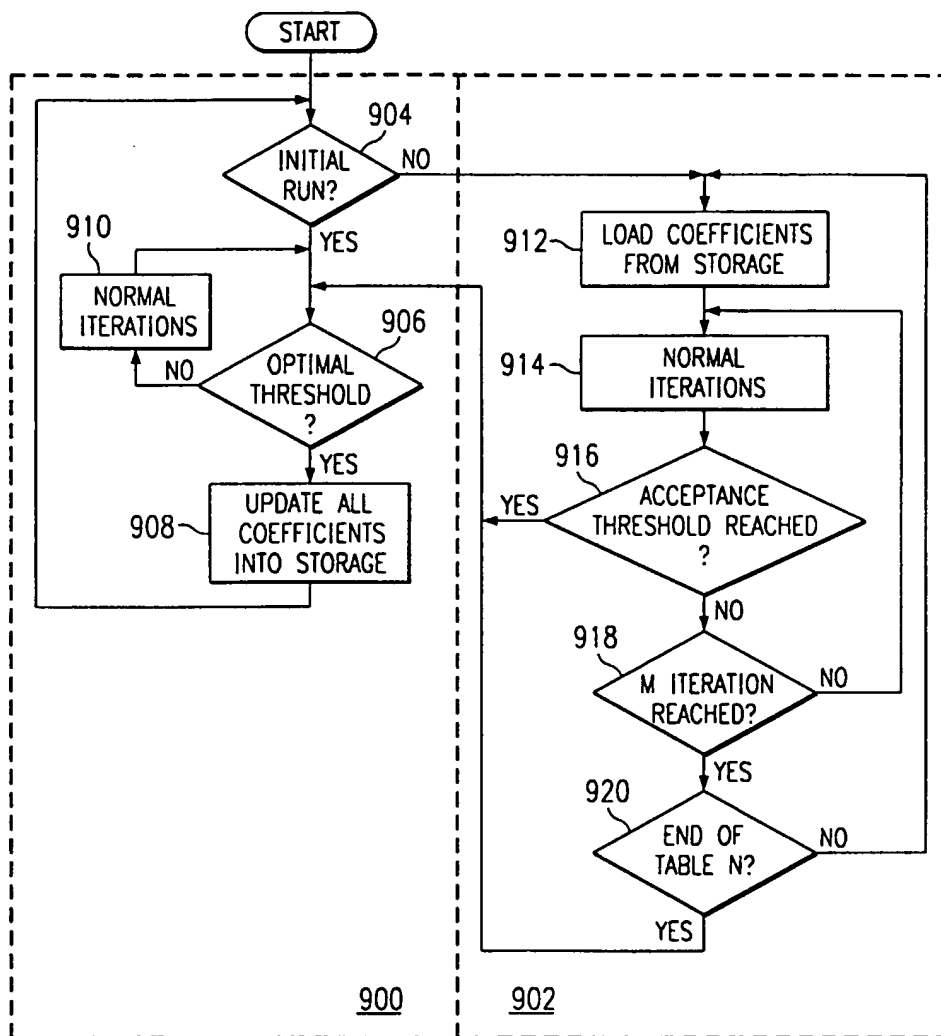 START
904
INITIAL
RUN?
NO
YES
910
NORMAL
ITERATIONS
906
OPTIMAL
THRESHOLD
?
NO
YES
908
UPDATE ALL
COEFFICIENTS
INTO STORAGE
900
912
LOAD COEFFICIENTS
FROM STORAGE
914
NORMAL
ITERATIONS
916
YES
ACCEPTANCE
THRESHOLD REACHED
?
NO
918
M ITERATION
REACHED?
NO
YES
920
END OF
TABLE N?
NO
YES
902